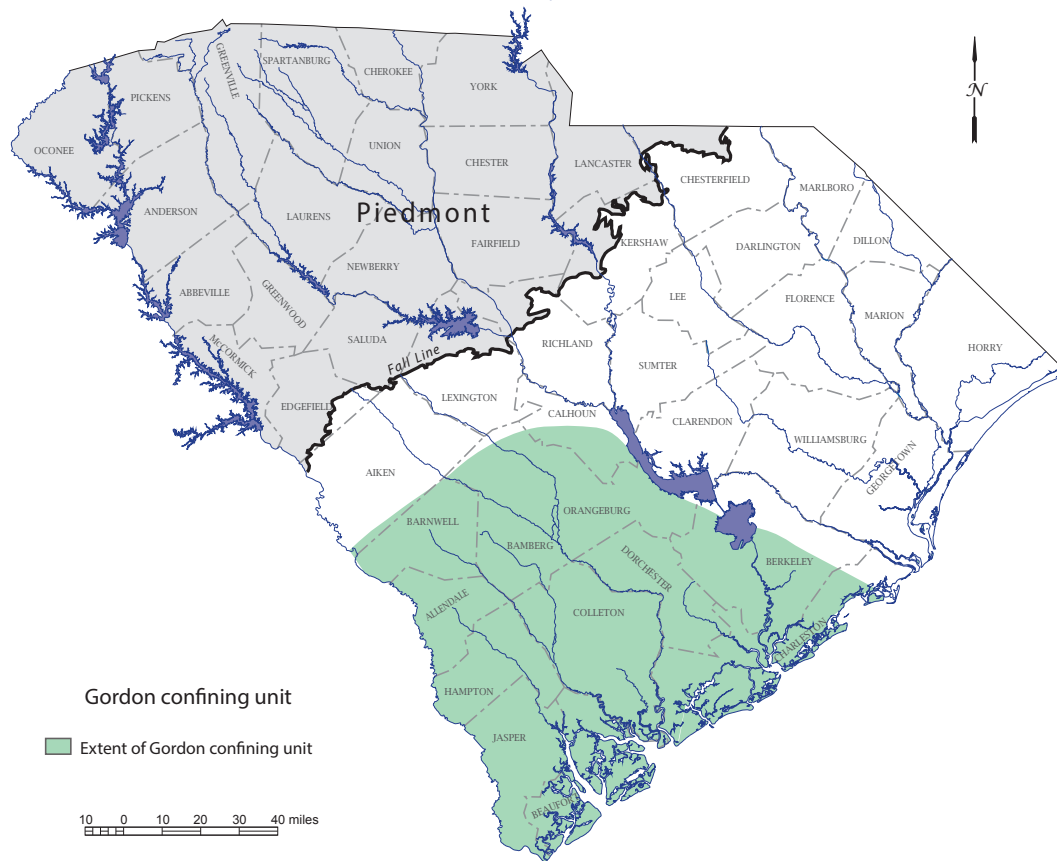 SPARTANBURG
GREENVILLE
CHEROKEE
YORK
PICKENS
OCONEE
UNION
CHESTER
LANCASTER
CHESTERFIELD
MARLBORO
ANDERSON
LAURENS
Piedmont
FAIRFIELD
KERSHAW
DARLINGTON
DILLON
NEWBERRY
ABBEVILLE
GREENWOOD
LEE
FLORENCE
MARION
SALUDA
Fall Line
RICHLAND
HORRY
McCORMICK
SUMTER
EDGEFIELD
LEXINGTON
CALHOUN
CLARENDON
WILLIAMSBURG
GEORGETOWN
AIKEN
BARNWELL
ORANGEBURG
BAMBERG
DORCHESTER
BERKELEY
ALLENDALE
COLLETON
CHARLESTON
HAMPTON
JASPER
BEAUFORT
N
Gordon confining unit
Extent of Gordon confining unit
10 0 10 20 30 40 miles